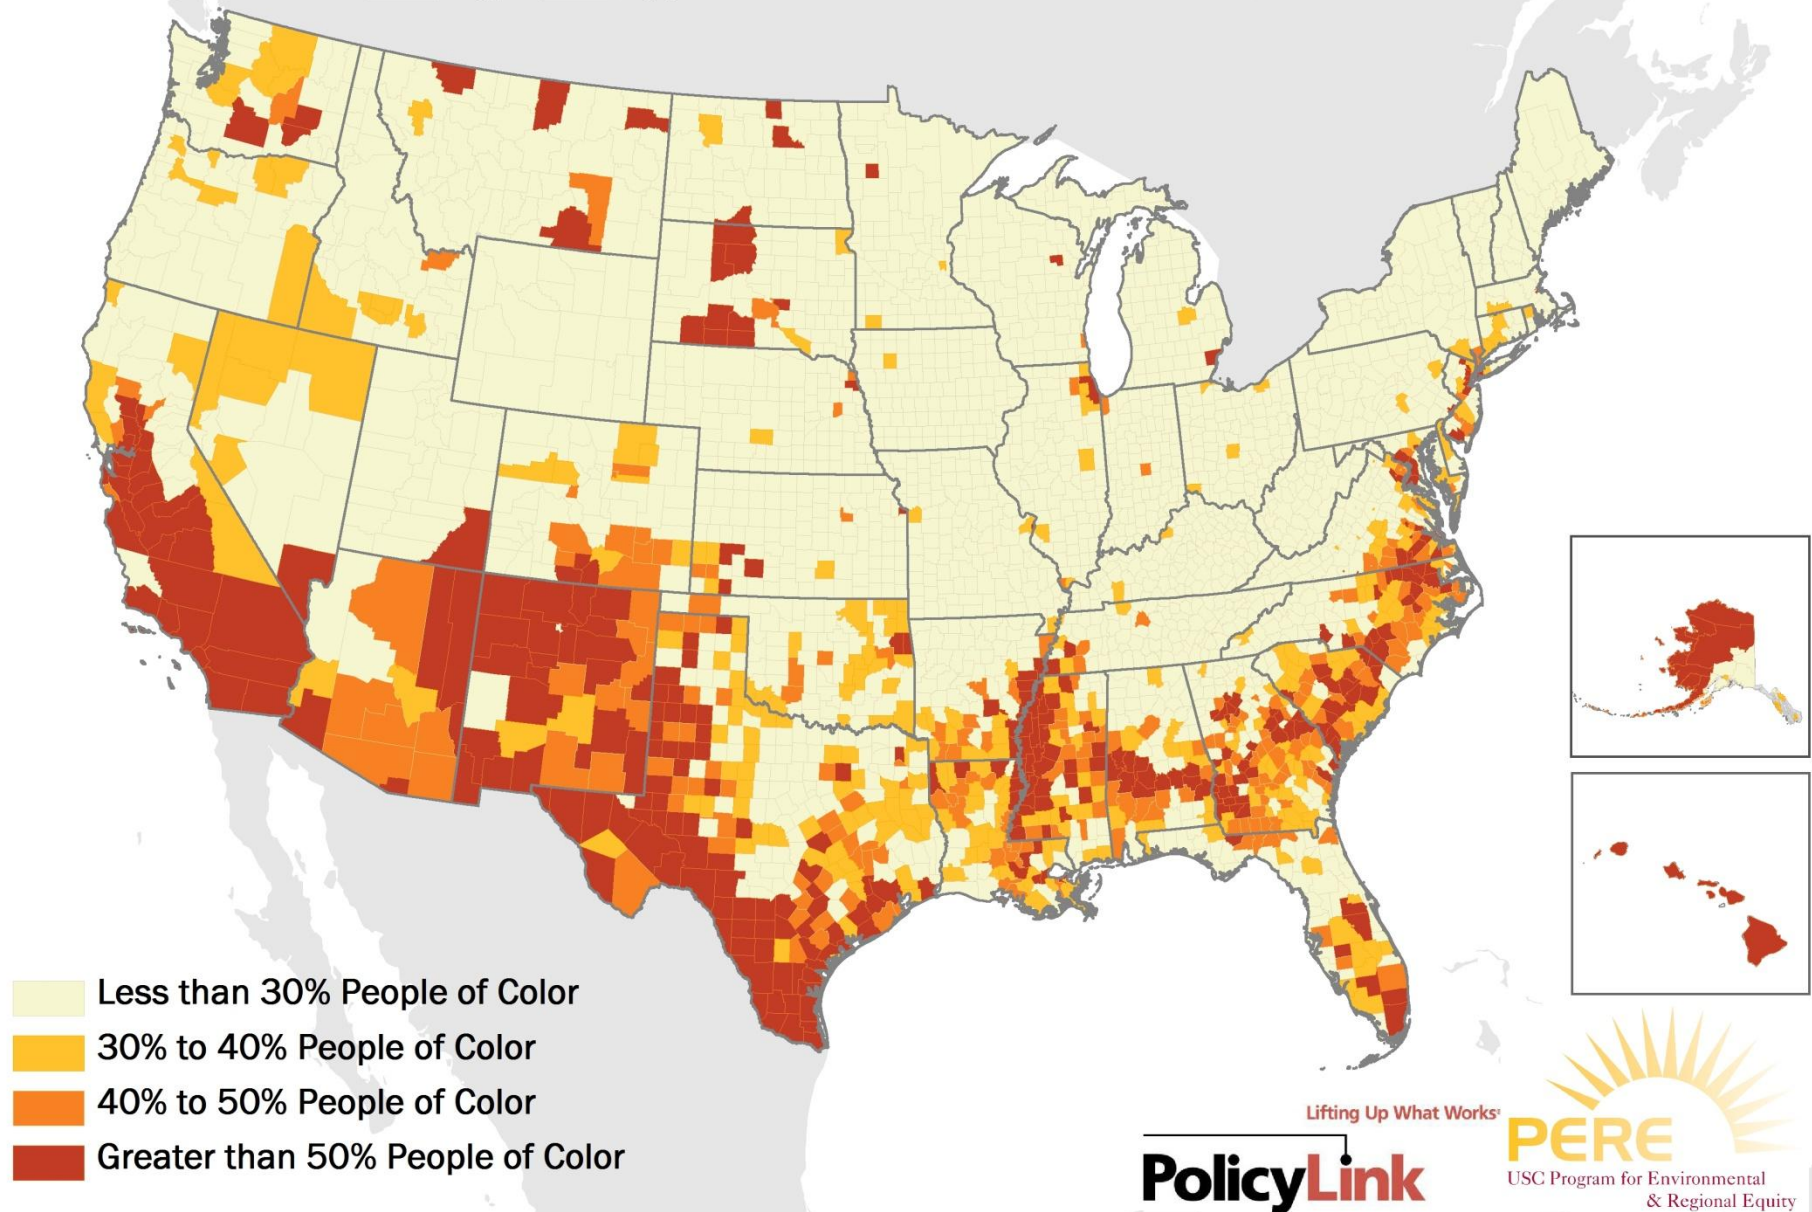 Less than 30% People of Color
30% to 40% People of Color
40% to 50% People of Color
Greater than 50% People of Color
Lifting Up What Works
PolicyLink
PERE
USC Program for Environmental
& Regional Equity